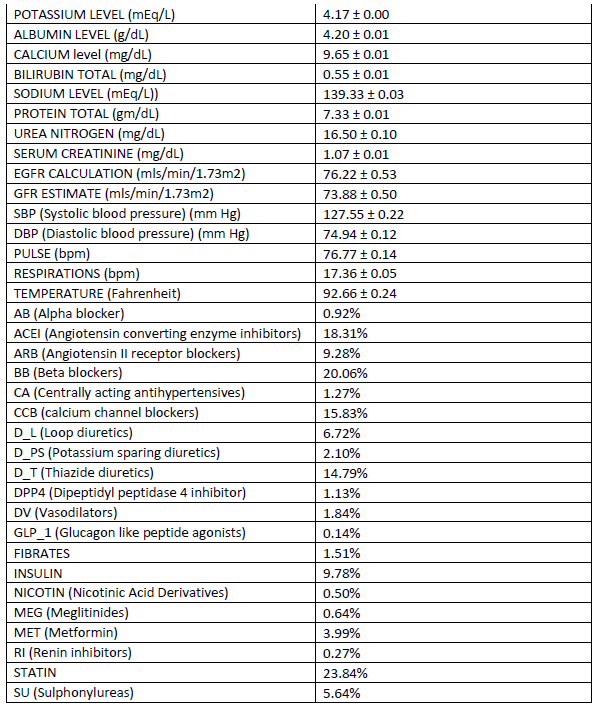 POTASSIUM LEVEL (mEq/L) 4.17 ± 0.00
ALBUMIN LEVEL (g/dL) 4.20 ± 0.01
CALCIUM level (mg/dL) 9.65 ± 0.01
BILIRUBIN TOTAL (mg/dL) 0.55 ± 0.01
SODIUM LEVEL (mEq/L)) 139.33 ± 0.03
PROTEIN TOTAL (gm/dL) 7.33 ± 0.01
UREA NITROGEN (mg/dL) 16.50 ± 0.10
SERUM CREATININE (mg/dL) 1.07 ± 0.01
EGFR CALCULATION (mls/min/1.73m2) 76.22 ± 0.53
GFR ESTIMATE (mls/min/1.73m2) 73.88 ± 0.50
SBP (Systolic blood pressure) (mm Hg) 127.55 ± 0.22
DBP (Diastolic blood pressure) (mm Hg) 74.94 ± 0.12
PULSE (bpm) 76.77 ± 0.14
RESPIRATIONS (bpm) 17.36 ± 0.05
TEMPERATURE (Fahrenheit) 92.66 ± 0.24
AB (Alpha blocker) 0.92%
ACEI (Angiotensin converting enzyme inhibitors) 18.31%
ARB (Angiotensin II receptor blockers) 9.28%
BB (Beta blockers) 20.06%
CA (Centrally acting antihypertensives) 1.27%
CCB (calcium channel blockers) 15.83%
D_L (Loop diuretics) 6.72%
D_PS (Potassium sparing diuretics) 2.10%
D_T (Thiazide diuretics) 14.79%
DPP4 (Dipeptidyl peptidase 4 inhibitor) 1.13%
DV (Vasodilators) 1.84%
GLP_1 (Glucagon like peptide agonists) 0.14%
FIBRATES 1.51%
INSULIN 9.78%
NICOTIN (Nicotinic Acid Derivatives) 0.50%
MEG (Meglitinides) 0.64%
MET (Metformin) 3.99%
RI (Renin inhibitors) 0.27%
STATIN 23.84%
SU (Sulphonylureas) 5.64%